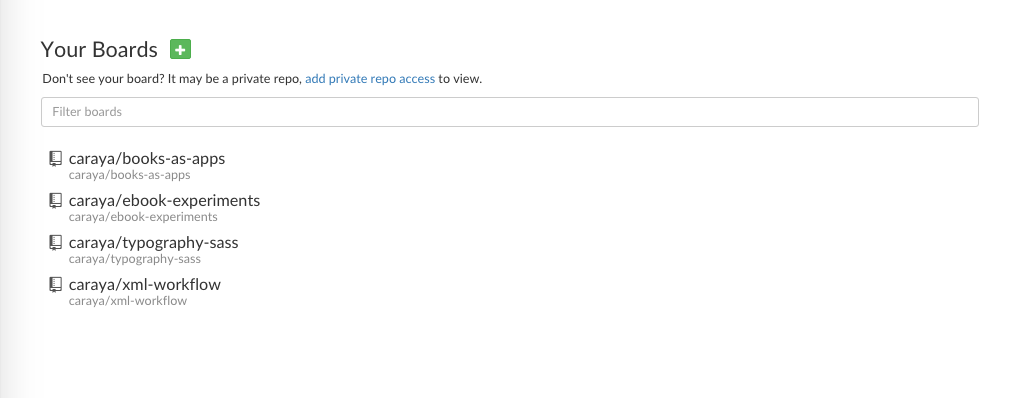 Your Boards
Don't see your board? It may be a private repo, add private repo access to view.
Filter boards
caraya/books-as-apps
caraya/books-as-apps
caraya/ebook-experiments
caraya/ebook-experiments
caraya/typography-sass
caraya/typography-sass
caraya/xml-workflow
caraya/xml-workflow